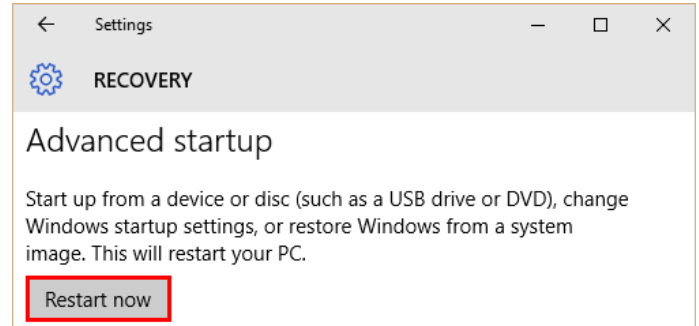 Settings
RECOVERY
Advanced startup
Start up from a device or disc (such as a USB drive or DVD), change
Windows startup settings, or restore Windows from a system
image. This will restart your PC.
Restart now